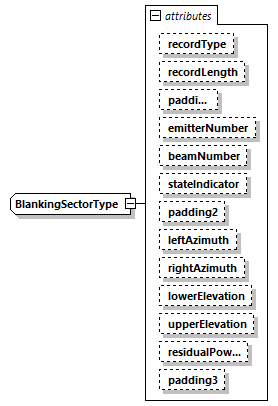 attributes
recordType
recordLength
paddi...
emitterNumber
beamNumber
stateIndicator
BlankingSectorType
padding2
leftAzimuth
rightAzimuth
lowerElevation
upperElevation
residualPow...
padding3